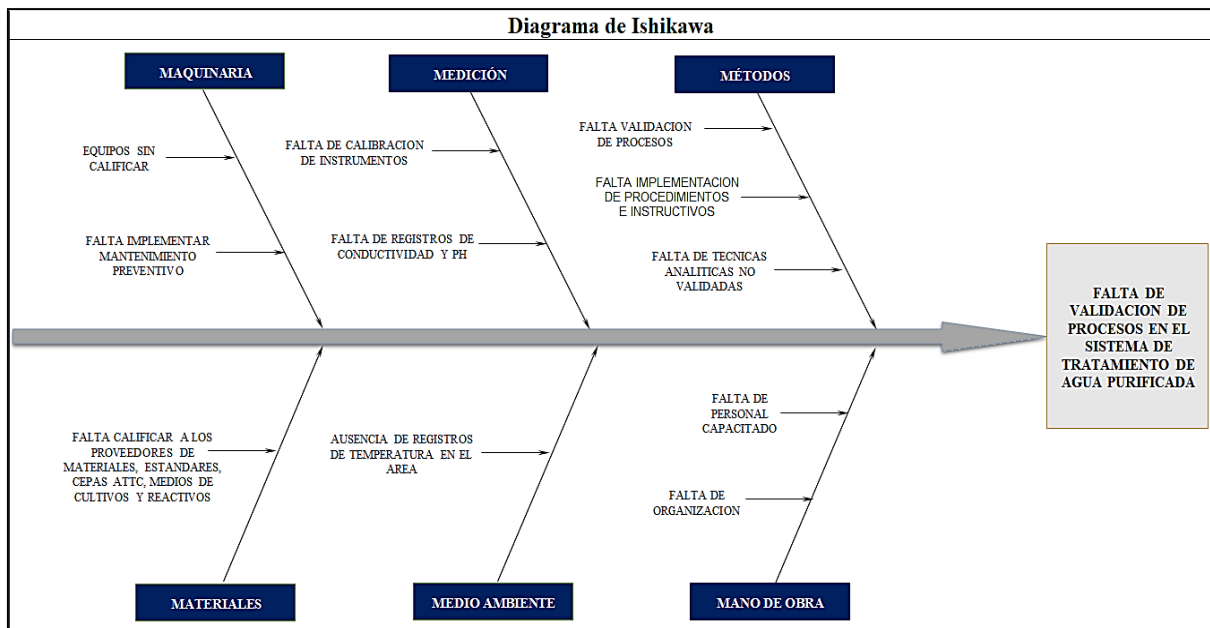 Diagrama de Ishikawa
MAQUINARIA
MEDICIÓN
MÉTODOS
EQUIPOS SIN
CALIFICAR
FALTA IMPLEMENTAR
MANTENIMIENTO
PREVENTIVO
FALTA DE CALIBRACION
DE INSTRUMENTOS
FALTA DE REGISTROS DE
CONDUCTIVIDAD Y PH
FALTA VALIDACION
DE PROCESOS
FALTA IMPLEMENTACION
DE PROCEDIMIENTOS
E INSTRUCTIVOS
FALTA DE TECNICAS
ANALITICAS NO
VALIDADAS
FALTA DE
VALIDACION DE
PROCESOS EN EL
SISTEMA DE
TRATAMIENTO DE
AGUA PURIFICADA
FALTA CALIFICAR A LOS
PROVEEDORES DE
MATERIALES, ESTANDARES,
CEPAS ATTC, MEDIOS DE
CULTIVOS Y REACTIVOS
AUSENCIA DE REGISTROS
DE TEMPERATURA EN EL
AREA
FALTA DE
PERSONAL
CAPACITADO
FALTA DE
ORGANIZACION
MATERIALES
MEDIO AMBIENTE
MANO DE OBRA